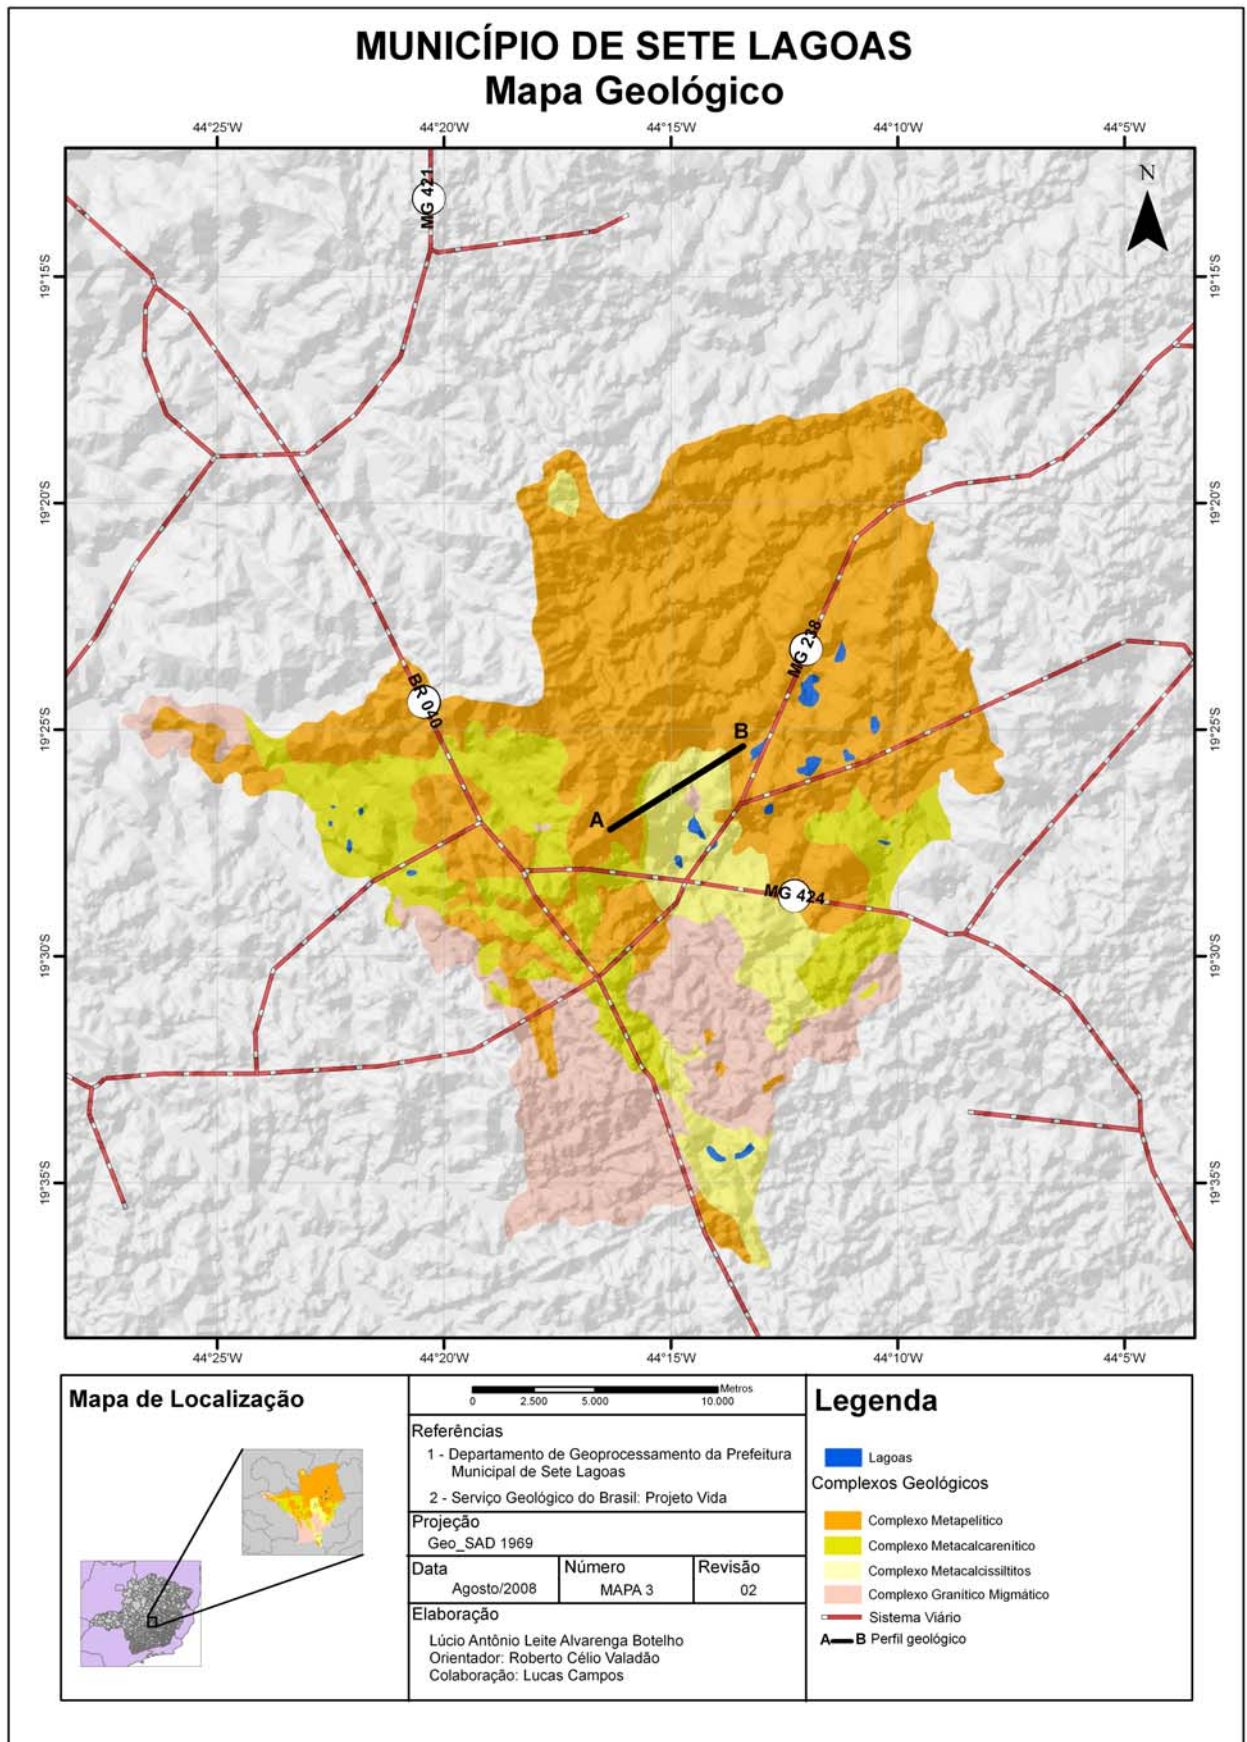 MUNICÍPIO DE SETE LAGOAS
Mapa Geológico
44°25'W 44°20'W 44°15'W 44°10'W 44°5'W
N
MG 421
19°15'S 19°15'S
19°20'S 19°20'S
MG 238
BR 040
19°25'S 19°25'S
B
A
MG 424
19°30'S 19°30'S
19°35'S 19°35'S
44°25'W 44°20'W 44°15'W 44°10'W 44°5'W
Mapa de Localização
Metros
0 2.500 5.000 10.000
Referências
1 - Departamento de Geoprocessamento da Prefeitura
Municipal de Sete Lagoas
2 - Serviço Geológico do Brasil: Projeto Vida
Projeção
Geo_SAD 1969
Data Número Revisão
Agosto/2008 MAPA 3 02
Elaboração
Lúcio Antônio Leite Alvarenga Botelho
Orientador: Roberto Célio Valadão
Colaboração: Lucas Campos
Legenda
Lagoas
Complexos Geológicos
Complexo Metapelítico
Complexo Metacalcarenítico
Complexo Metacalcissiltitos
Complexo Granítico Migmático
Sistema Viário
A B Perfil geológico